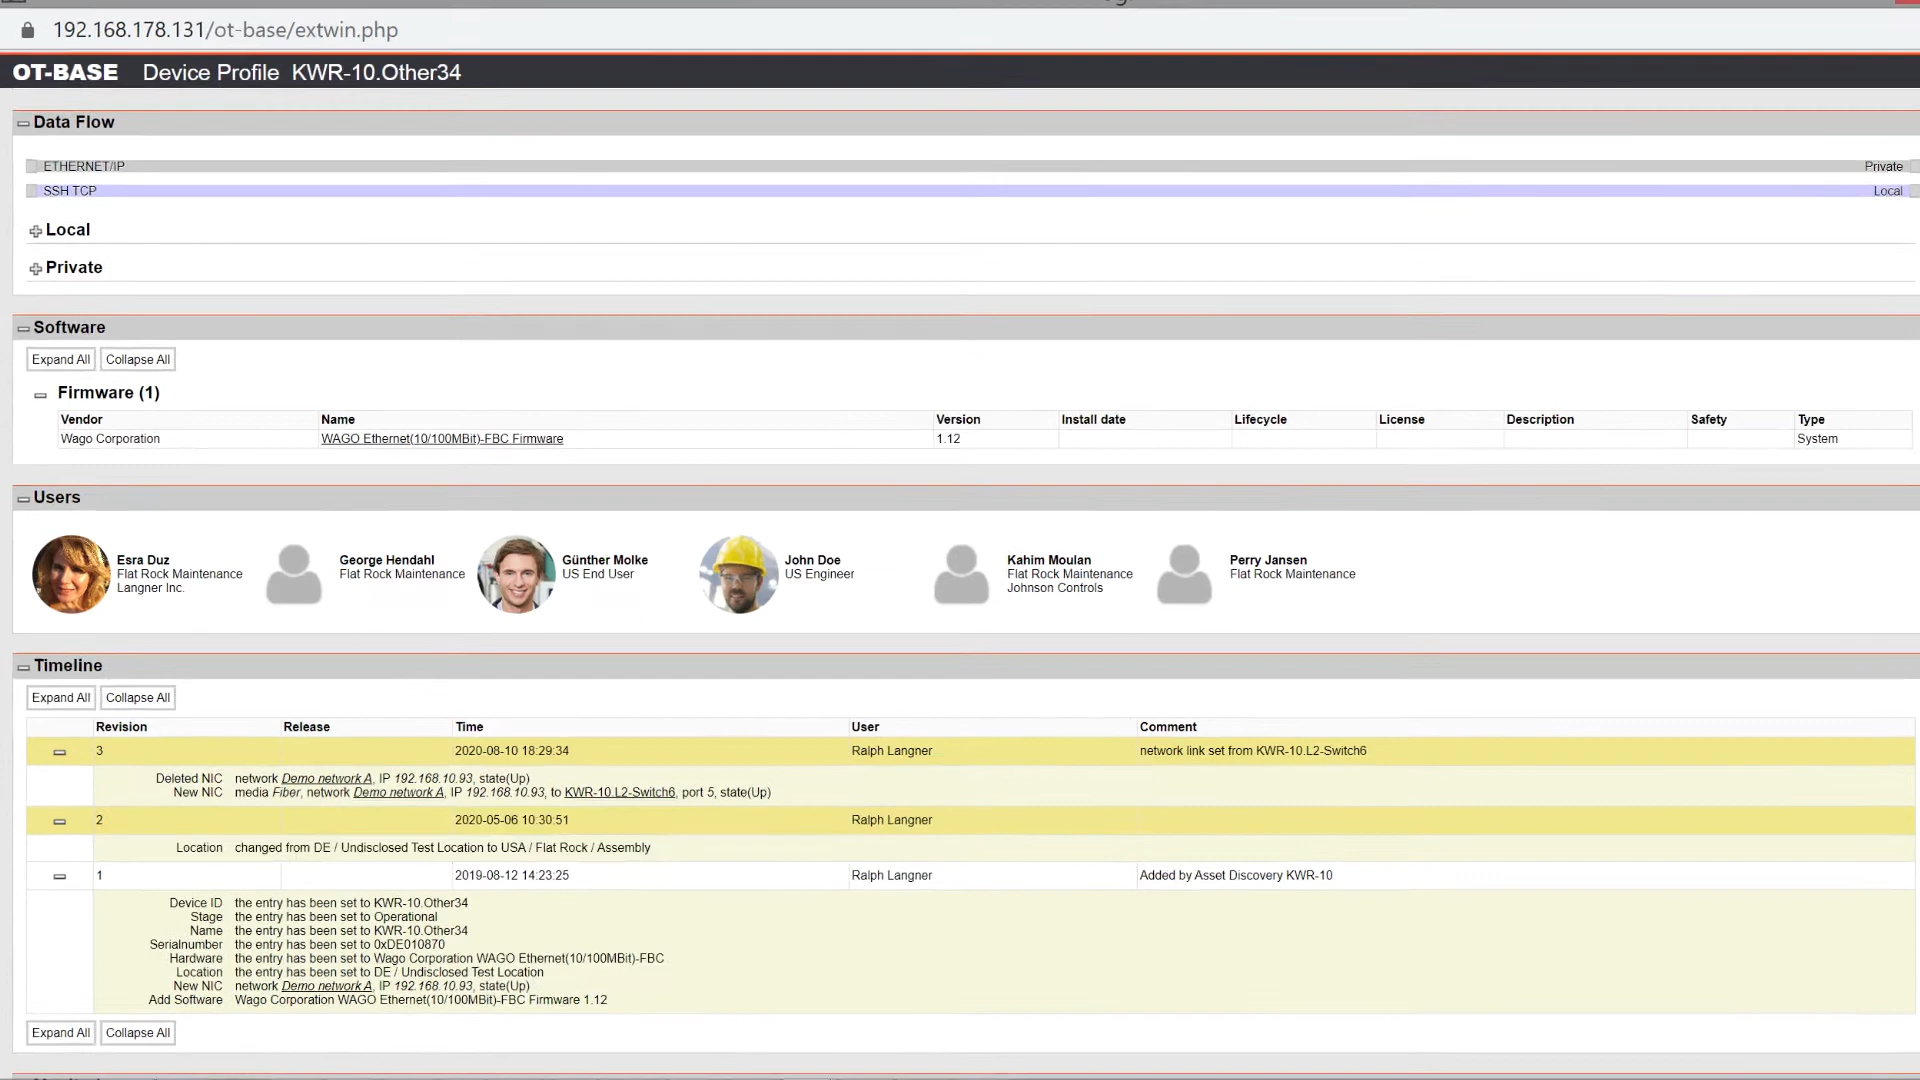 192.168.178.131/ot-base/extwin.php
OT-BASE Device Profile KWR-10.Other34
Data Flow
ETHERNET/IP Private
SSH TCP Local
Local
Private
Software
Expand All Collapse All
Firmware (1)
Vendor Name Version Install date Lifecycle License Description Safety Type
Wago Corporation WAGO Ethernet(10/100MBit)-FBC Firmware 1.12 System
Users
Esra Duz George Hendahl Günther Molke John Doe Kahim Moulan Perry Jansen
Flat Rock Maintenance Flat Rock Maintenance US End User US Engineer Flat Rock Maintenance Flat Rock Maintenance
Langner Inc. Johnson Controls
Timeline
Expand All Collapse All
Revision Release Time User Comment
3 2020-08-10 18:29:34 Ralph Langner network link set from KWR-10.L2-Switch6
Deleted NIC network Demo network A, IP 192.168.10.93, state(Up)
New NIC media Fiber, network Demo network A, IP 192.168.10.93, to KWR-10.L2-Switch6, port 5, state(Up)
2 2020-05-06 10:30:51 Ralph Langner
Location changed from DE / Undisclosed Test Location to USA / Flat Rock / Assembly
1 2019-08-12 14:23:25 Ralph Langner Added by Asset Discovery KWR-10
Device ID the entry has been set to KWR-10.Other34
Stage the entry has been set to Operational
Name the entry has been set to KWR-10.Other34
Serialnumber the entry has been set to 0xDE010870
Hardware the entry has been set to Wago Corporation WAGO Ethernet(10/100MBit)-FBC
Location the entry has been set to DE / Undisclosed Test Location
New NIC network Demo network A, IP 192.168.10.93, state(Up)
Add Software Wago Corporation WAGO Ethernet(10/100MBit)-FBC Firmware 1.12
Expand All Collapse All